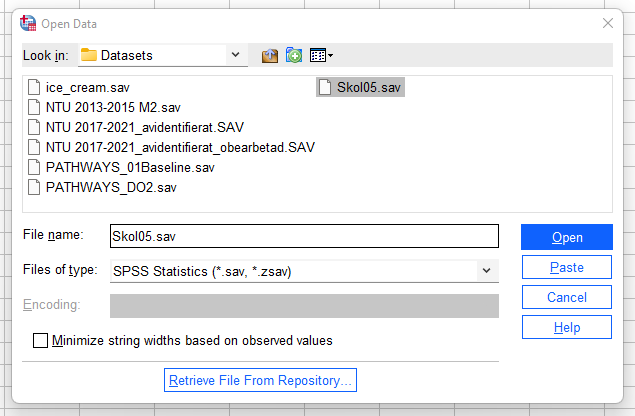 Open Data
Look in: Datasets
ice_cream.sav
NTU 2013-2015 M2.sav
NTU 2017-2021_avidentifierat.SAV
NTU 2017-2021_avidentifierat_obearbetad.SAV
PATHWAYS_01Baseline.sav
PATHWAYS_DO2.sav
Skol05.sav
File name: Skol05.sav
Open
Files of type: SPSS Statistics (*.sav, *.zsav)
Paste
Encoding:
Cancel
Help
Minimize string widths based on observed values
Retrieve File From Repository...